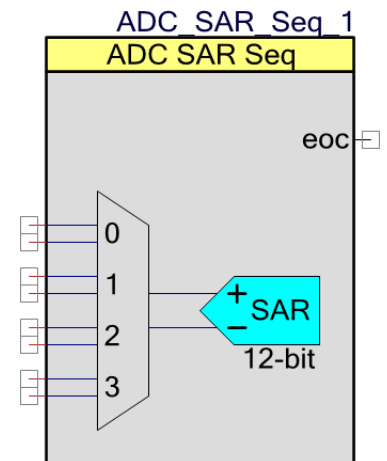 ADC_SAR_Seq_1
ADC SAR Seq
eoc
0
1
2
3
+
SAR
−
12-bit